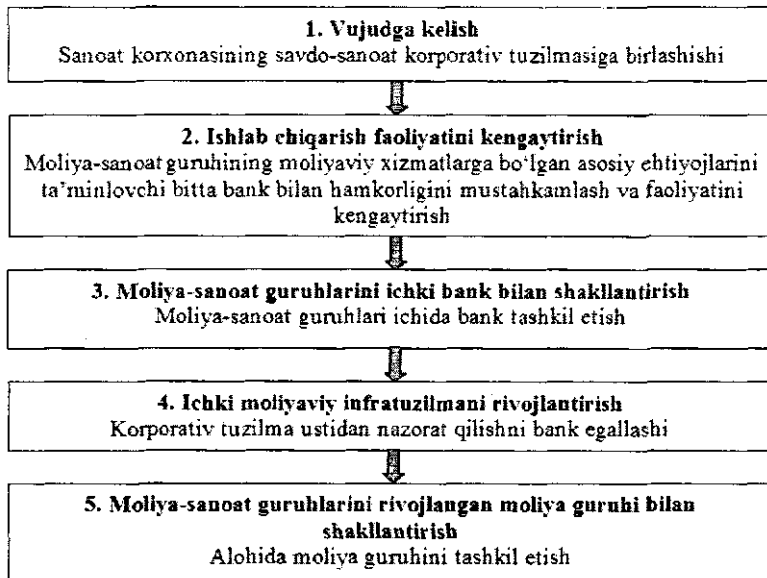 1. Vujudga kelish
Sanoat korxonasining savdo-sanoat korporativ tuzilmasiga birlashishi
2. Ishlab chiqarish faoliyatini kengaytirish
Moliya-sanoat guruhining moliyaviy xizmatlarga bo‘lgan asosiy ehtiyojlarini
ta’minlovchi bitta bank bilan hamkorligini mustahkamlash va faoliyatini
kengaytirish
3. Moliya-sanoat guruhlarini ichki bank bilan shakllantirish
Moliya-sanoat guruhlari ichida bank tashkil etish
4. Ichki moliyaviy infratuzilmani rivojlantirish
Korporativ tuzilma ustidan nazorat qilishni bank egallashi
5. Moliya-sanoat guruhlarini rivojlangan moliya guruhi bilan
shakllantirish
Alohida moliya guruhini tashkil etish